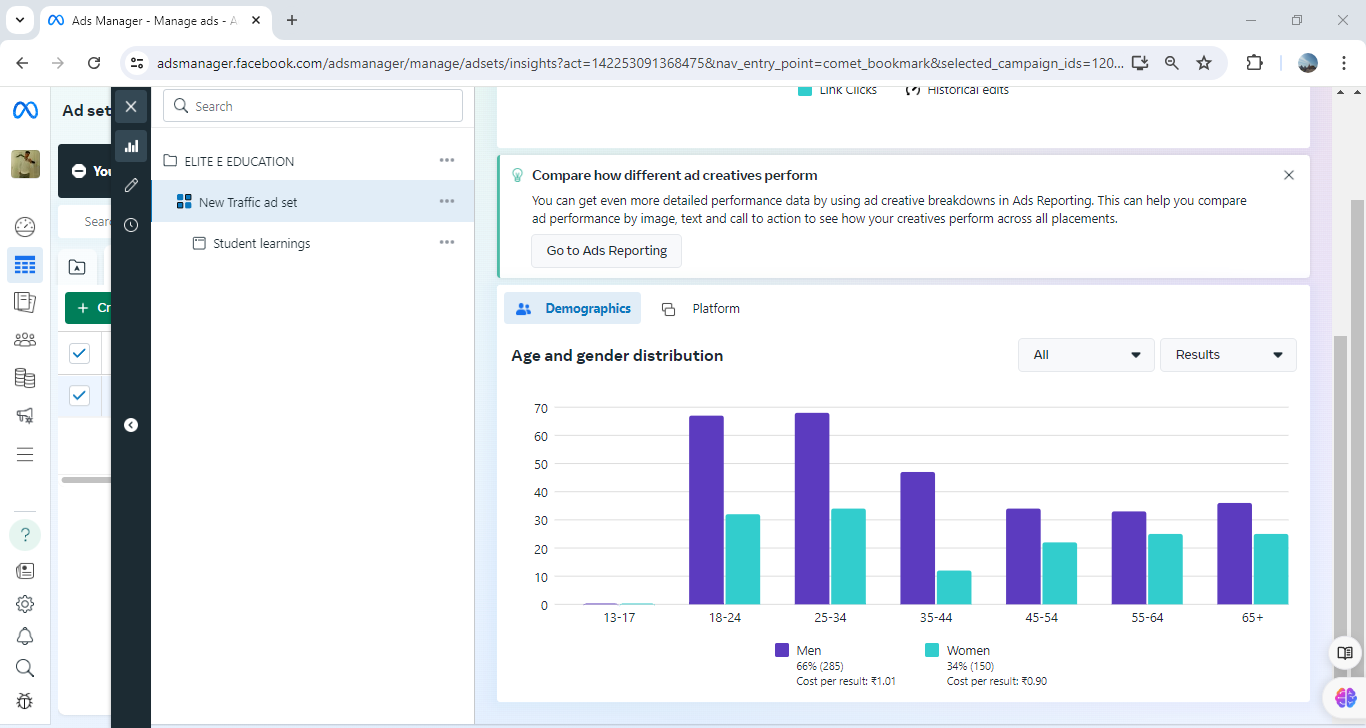 Ads Manager - Manage ads - A
adsmanager.facebook.com/adsmanager/manage/adsets/insights?act=142253091368475&nav_entry_point=comet_bookmark&selected_campaign_ids=120...
Ad set
You
Sear
+ Cr
Search
ELITE E EDUCATION
New Traffic ad set
Student learnings
Link Clicks Historical edits
Compare how different ad creatives perform
You can get even more detailed performance data by using ad creative breakdowns in Ads Reporting. This can help you compare
ad performance by image, text and call to action to see how your creatives perform across all placements.
Go to Ads Reporting
Demographics Platform
Age and gender distribution
All Results
70
60
50
40
30
20
10
0
13-17 18-24 25-34 35-44 45-54 55-64 65+
Men Women
66% (285) 34% (150)
Cost per result: ₹1.01 Cost per result: ₹0.90